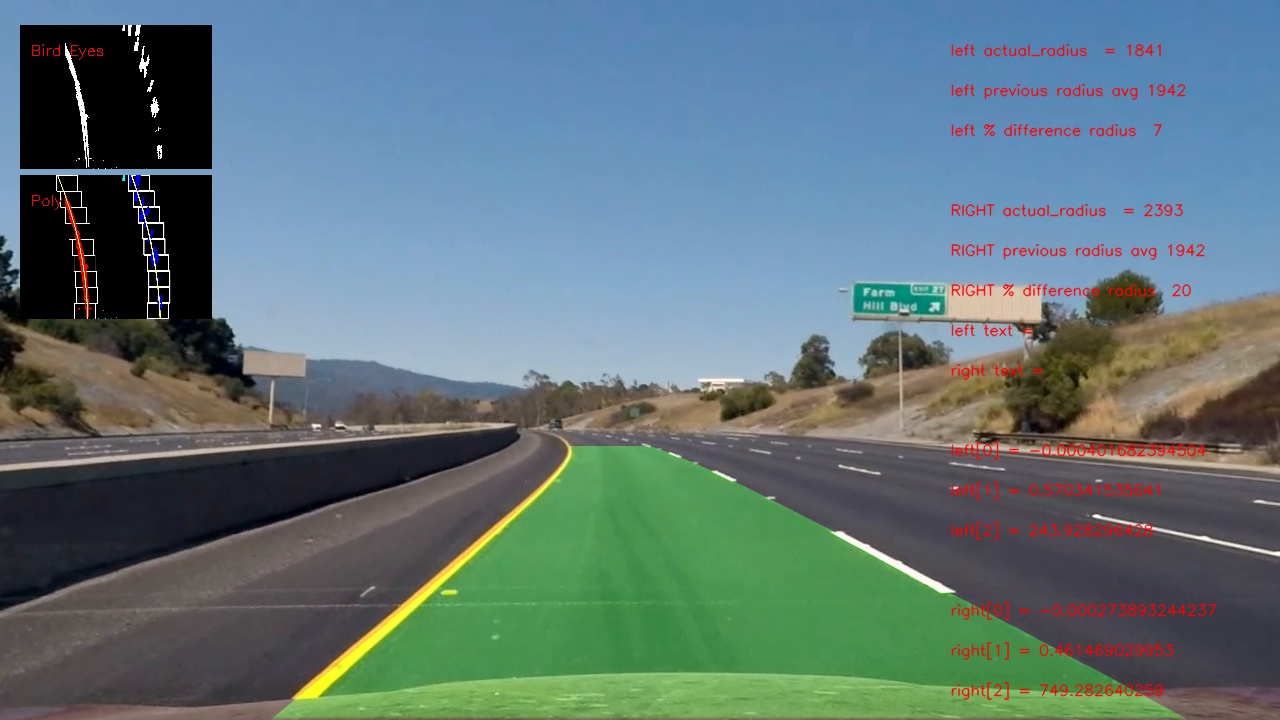 Bird Eyes
Poly
left actual_radius = 1841
left previous radius avg 1942
left % difference radius 7
RIGHT actual_radius = 2393
RIGHT previous radius avg 1942
RIGHT % difference radius 20
EXIT 27
Farm
Hill Blvd
left text =
right text =
left[0] = -0.000401682394504
left[1] = 0.570341535641
left[2] = 243.928296428
right[0] = -0.000273893244237
right[1] = 0.461469029953
right[2] = 749.282640259